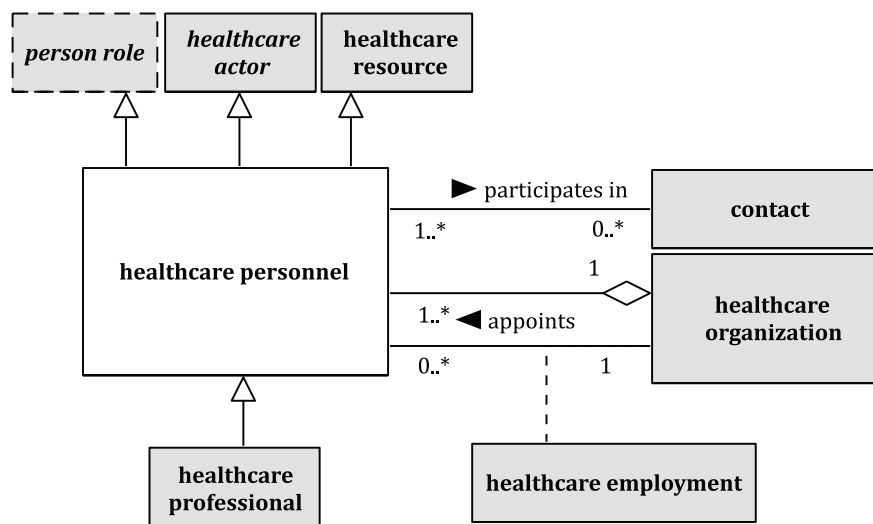 person role
healthcare
actor
healthcare
resource
healthcare personnel
► participates in
1..*
0..*
contact
1
1..*
◄ appoints
0..*
1
healthcare
organization
healthcare
professional
healthcare employment